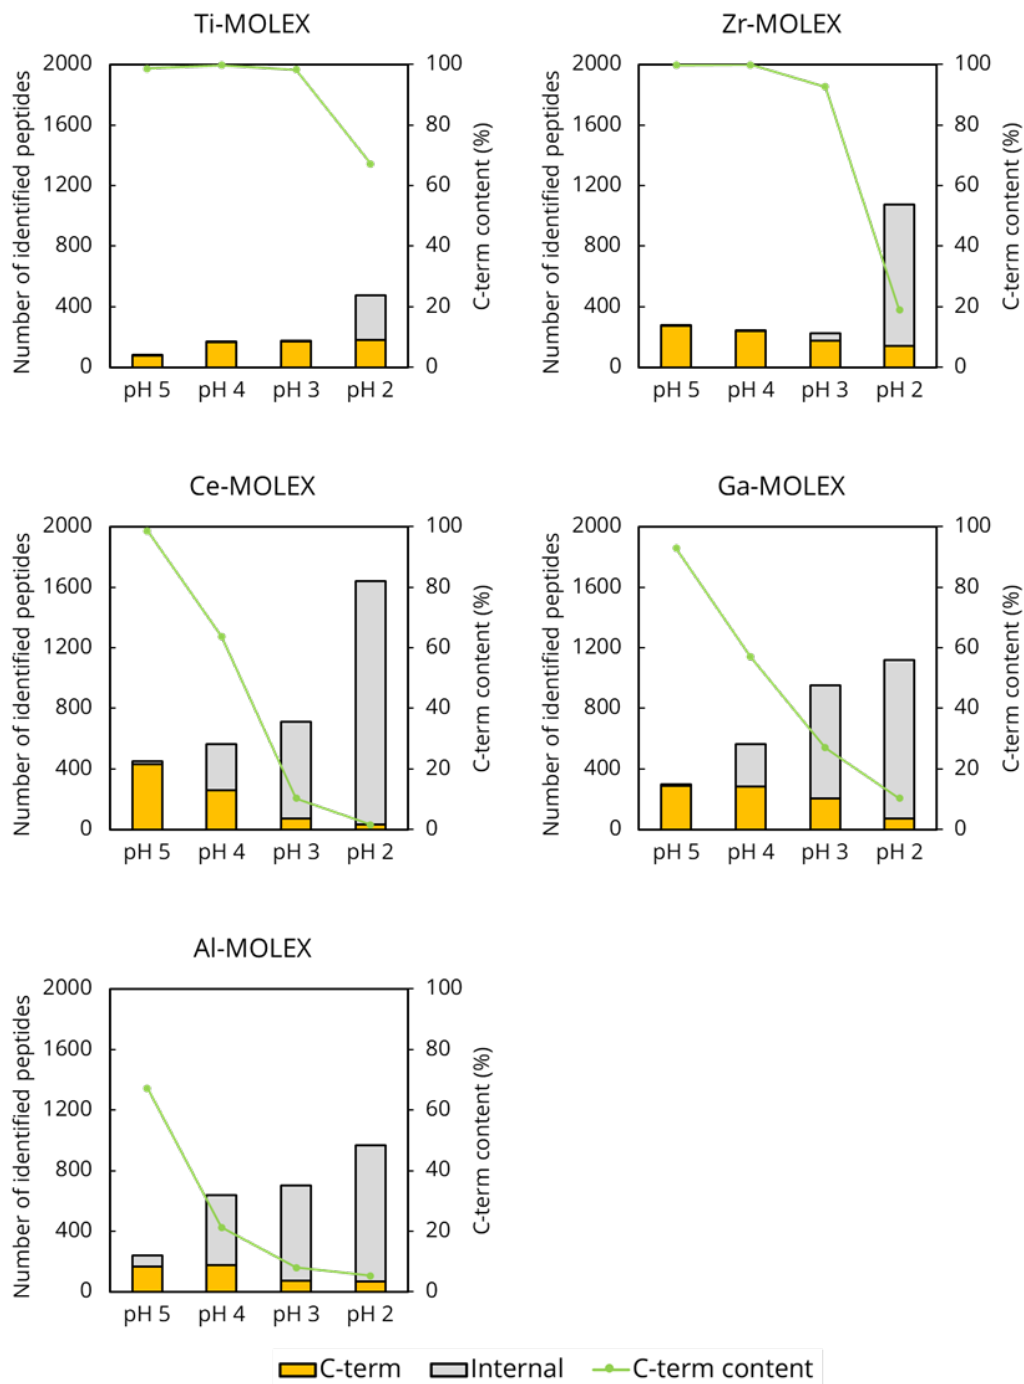 Ti-MOLEX
Number of identified peptides
2000
1600
1200
800
400
0
100
80
60
40
20
0
C-term content (%)
pH 5 pH 4 pH 3 pH 2
Zr-MOLEX
Number of identified peptides
2000
1600
1200
800
400
0
100
80
60
40
20
0
C-term content (%)
pH 5 pH 4 pH 3 pH 2
Ce-MOLEX
Number of identified peptides
2000
1600
1200
800
400
0
100
80
60
40
20
0
C-term content (%)
pH 5 pH 4 pH 3 pH 2
Ga-MOLEX
Number of identified peptides
2000
1600
1200
800
400
0
100
80
60
40
20
0
C-term content (%)
pH 5 pH 4 pH 3 pH 2
Al-MOLEX
Number of identified peptides
2000
1600
1200
800
400
0
100
80
60
40
20
0
C-term content (%)
pH 5 pH 4 pH 3 pH 2
C-term Internal C-term content